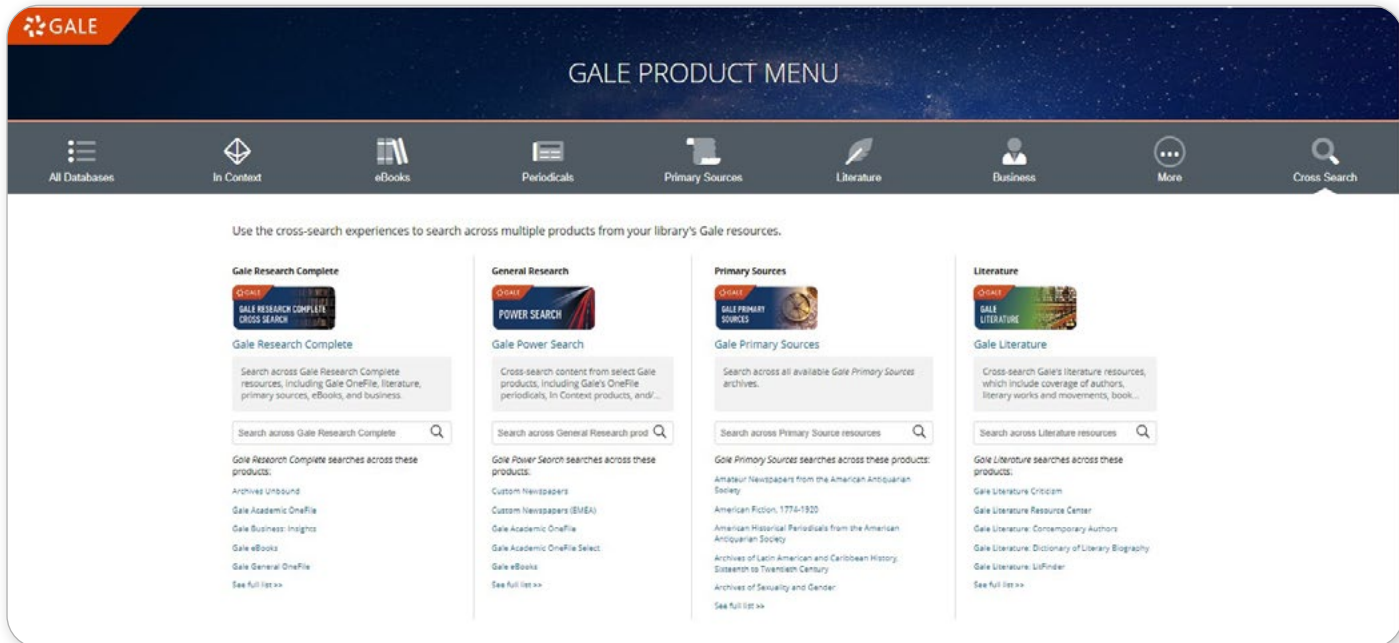 GALE
GALE PRODUCT MENU
All Databases
In Context
eBooks
Periodicals
Primary Sources
Literature
Business
More
Cross Search
Use the cross-search experiences to search across multiple products from your library's Gale resources.
Gale Research Complete
GALE
GALE RESEARCH COMPLETE
CROSS SEARCH
Gale Research Complete
Search across Gale Research Complete
resources, including Gale OneFile, literature,
primary sources, eBooks, and business.
Search across Gale Research Complete
Gale Research Complete searches across these
products:
Archives Unbound
Gale Academic OneFile
Gale Business: Insights
Gale eBooks
Gale General OneFile
See full list >>
General Research
GALE
POWER SEARCH
Gale Power Search
Cross-search content from select Gale
products, including Gale's OneFile
periodicals, In Context products, and/...
Search across General Research prod
Gale Power Search searches across these
products:
Custom Newspapers
Custom Newspapers (EMEA)
Gale Academic OneFile
Gale Academic OneFile Select
Gale eBooks
See full list >>
Primary Sources
GALE
GALE PRIMARY
SOURCES
Gale Primary Sources
Search across all available Gale Primary Sources
archives.
Search across Primary Source resources
Gale Primary Sources searches across these products:
Amateur Newspapers from the American Antiquarian
Society
American Fiction, 1774-1920
American Historical Periodicals from the American
Antiquarian Society
Archives of Latin American and Caribbean History,
Sixteenth to Twentieth Century
Archives of Sexuality and Gender
See full list >>
Literature
GALE
GALE
LITERATURE
Gale Literature
Cross-search Gale's literature resources,
which include coverage of authors,
literary works and movements, book...
Search across Literature resources
Gale Literature searches across these
products:
Gale Literature Criticism
Gale Literature Resource Center
Gale Literature: Contemporary Authors
Gale Literature: Dictionary of Literary Biography
Gale Literature: LitFinder
See full list >>